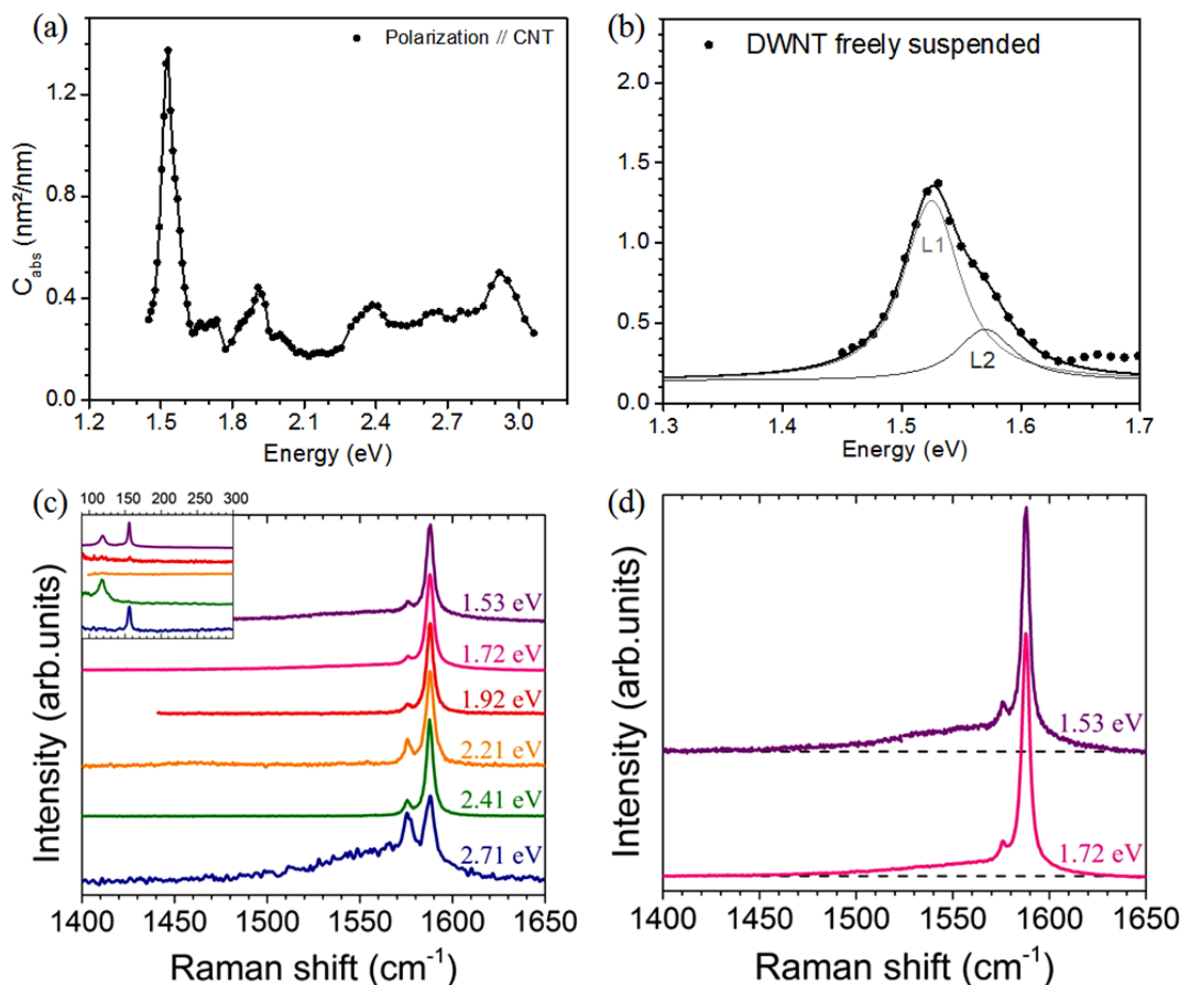 (a)
Polarization // CNT
C_abs (nm²/nm)
1.2
0.8
0.4
0.0
1.2 1.5 1.8 2.1 2.4 2.7 3.0
Energy (eV)
(b)
DWNT freely suspended
2.0
1.5
1.0
0.5
0.0
L1
L2
1.3 1.4 1.5 1.6 1.7
Energy (eV)
(c)
100 150 200 250 300
1.53 eV
1.72 eV
1.92 eV
2.21 eV
2.41 eV
2.71 eV
Intensity (arb.units)
1400 1450 1500 1550 1600 1650
Raman shift (cm⁻¹)
(d)
1.53 eV
1.72 eV
Intensity (arb.units)
1400 1450 1500 1550 1600 1650
Raman shift (cm⁻¹)